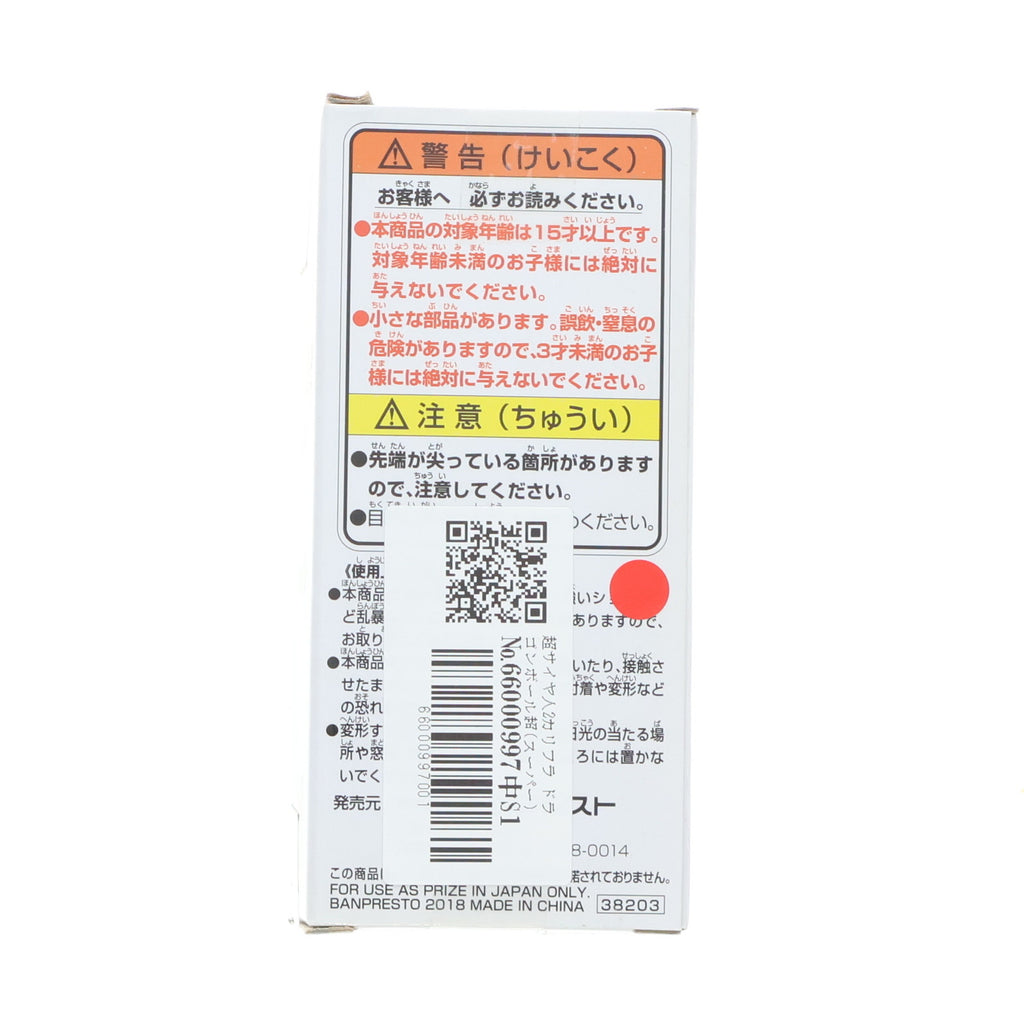 警告(けいこく)
お客様へ 必ずお読みください。
●本商品の対象年齢は15才以上です。
対象年齢未満のお子様には絶対に
与えないでください。
●小さな部品があります。誤飲・窒息の
危険がありますので、3才未満のお子
様には絶対に与えないでください。
注意(ちゅうい)
●先端が尖っている箇所があります
ので、注意してください。
●目 ください。
《使用
●本商品
ど乱暴 ありますので、
お取り
●本商品 いたり、接触さ
せたま 着や変形など
の恐れ
●変形す 日光の当たる場
所や窓 ろには置かな
いでく
発売元 スト
8-0014
この商品 諾されておりません。
FOR USE AS PRIZE IN JAPAN ONLY.
BANPRESTO 2018 MADE IN CHINA 38203
超サイヤ人2カリフラ ドラ
ゴンボール超(スーパー)
No.66000997中S1
66000997001